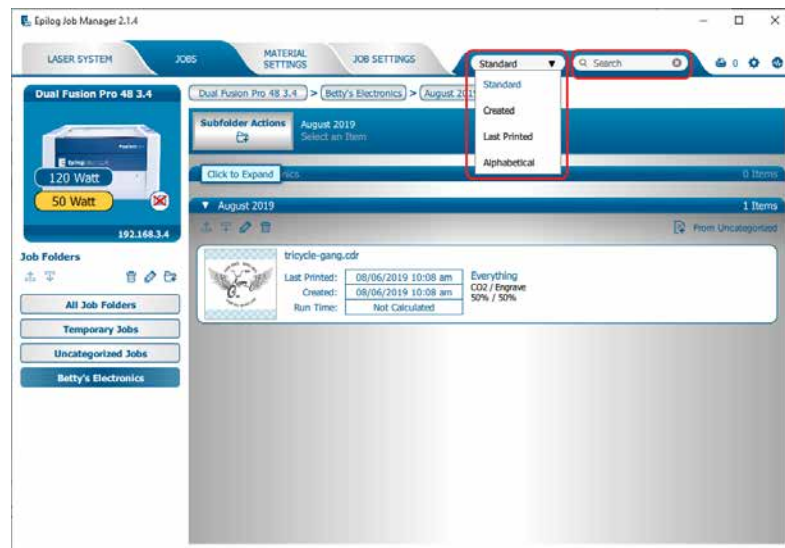 Epilog Job Manager 2.1.4
LASER SYSTEM
JOBS
MATERIAL
SETTINGS
JOB SETTINGS
Standard
Search
0
Standard
Created
Last Printed
Alphabetical
Dual Fusion Pro 48 3.4
120 Watt
50 Watt
192.168.3.4
Job Folders
All Job Folders
Temporary Jobs
Uncategorized Jobs
Betty's Electronics
Dual Fusion Pro 48 3.4 > Betty's Electronics > August 201
Subfolder Actions
August 2019
Select an Item
Click to Expand nics
0 Items
August 2019
1 Items
From Uncategorized
tricycle-gang.cdr
Last Printed: 08/06/2019 10:08 am
Created: 08/06/2019 10:08 am
Run Time: Not Calculated
Everything
CO2 / Engrave
50% / 50%